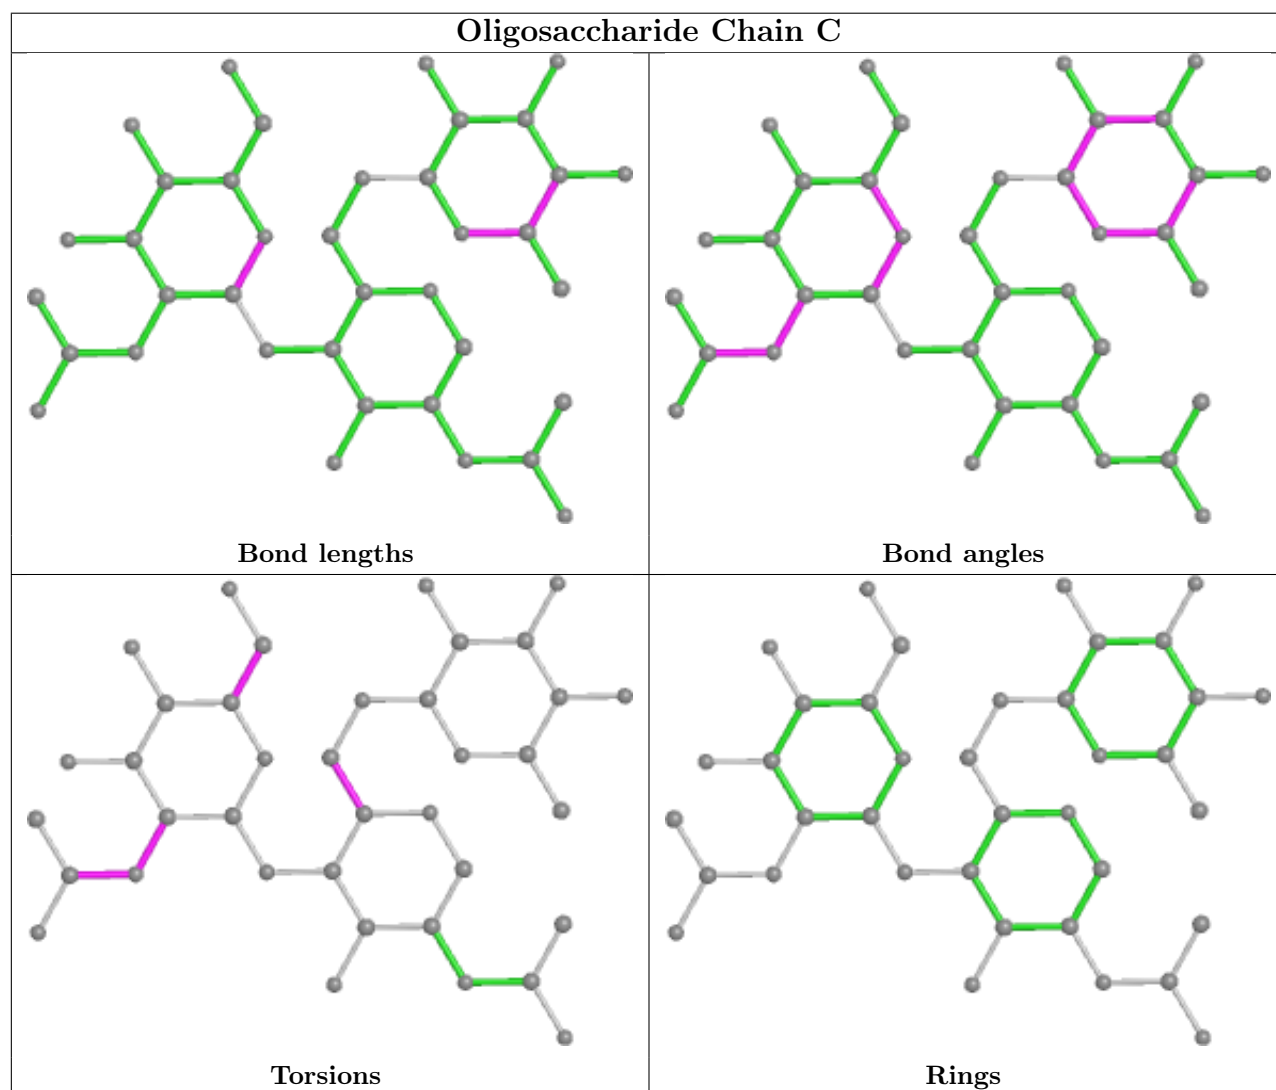 Oligosaccharide Chain C
Bond lengths
Bond angles
Torsions
Rings